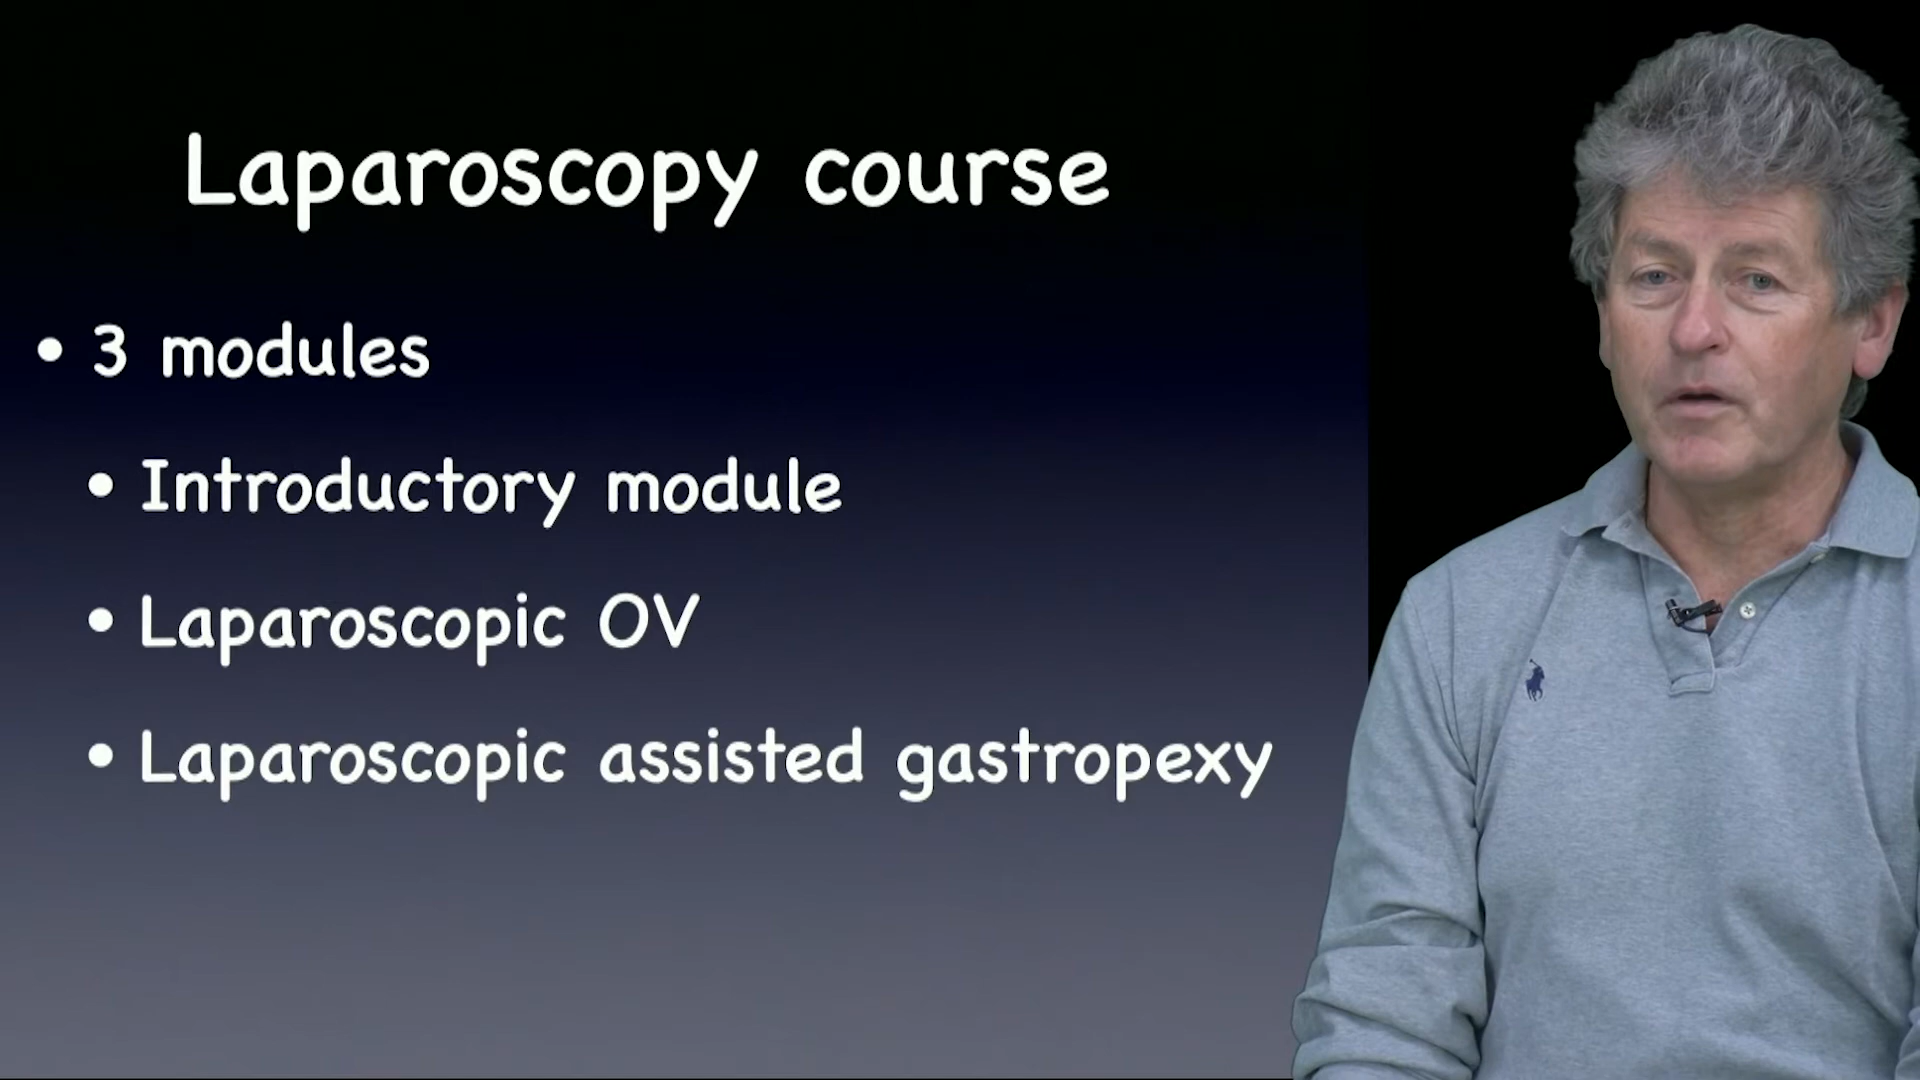 Laparoscopy course
• 3 modules
• Introductory module
• Laparoscopic OV
• Laparoscopic assisted gastropexy